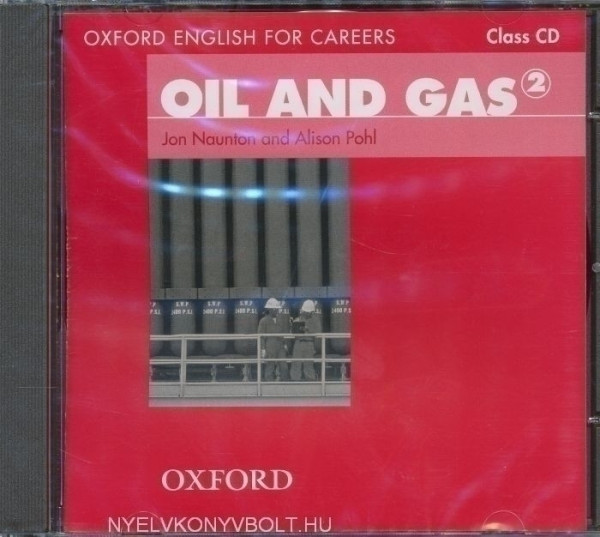 OXFORD ENGLISH FOR CAREERS
Class CD
OIL AND GAS 2
Jon Naunton and Alison Pohl
S.W.P S.W.P S.W.P S.W.P S.W.P
OXFORD
NYELVKONYVBOLT.HU